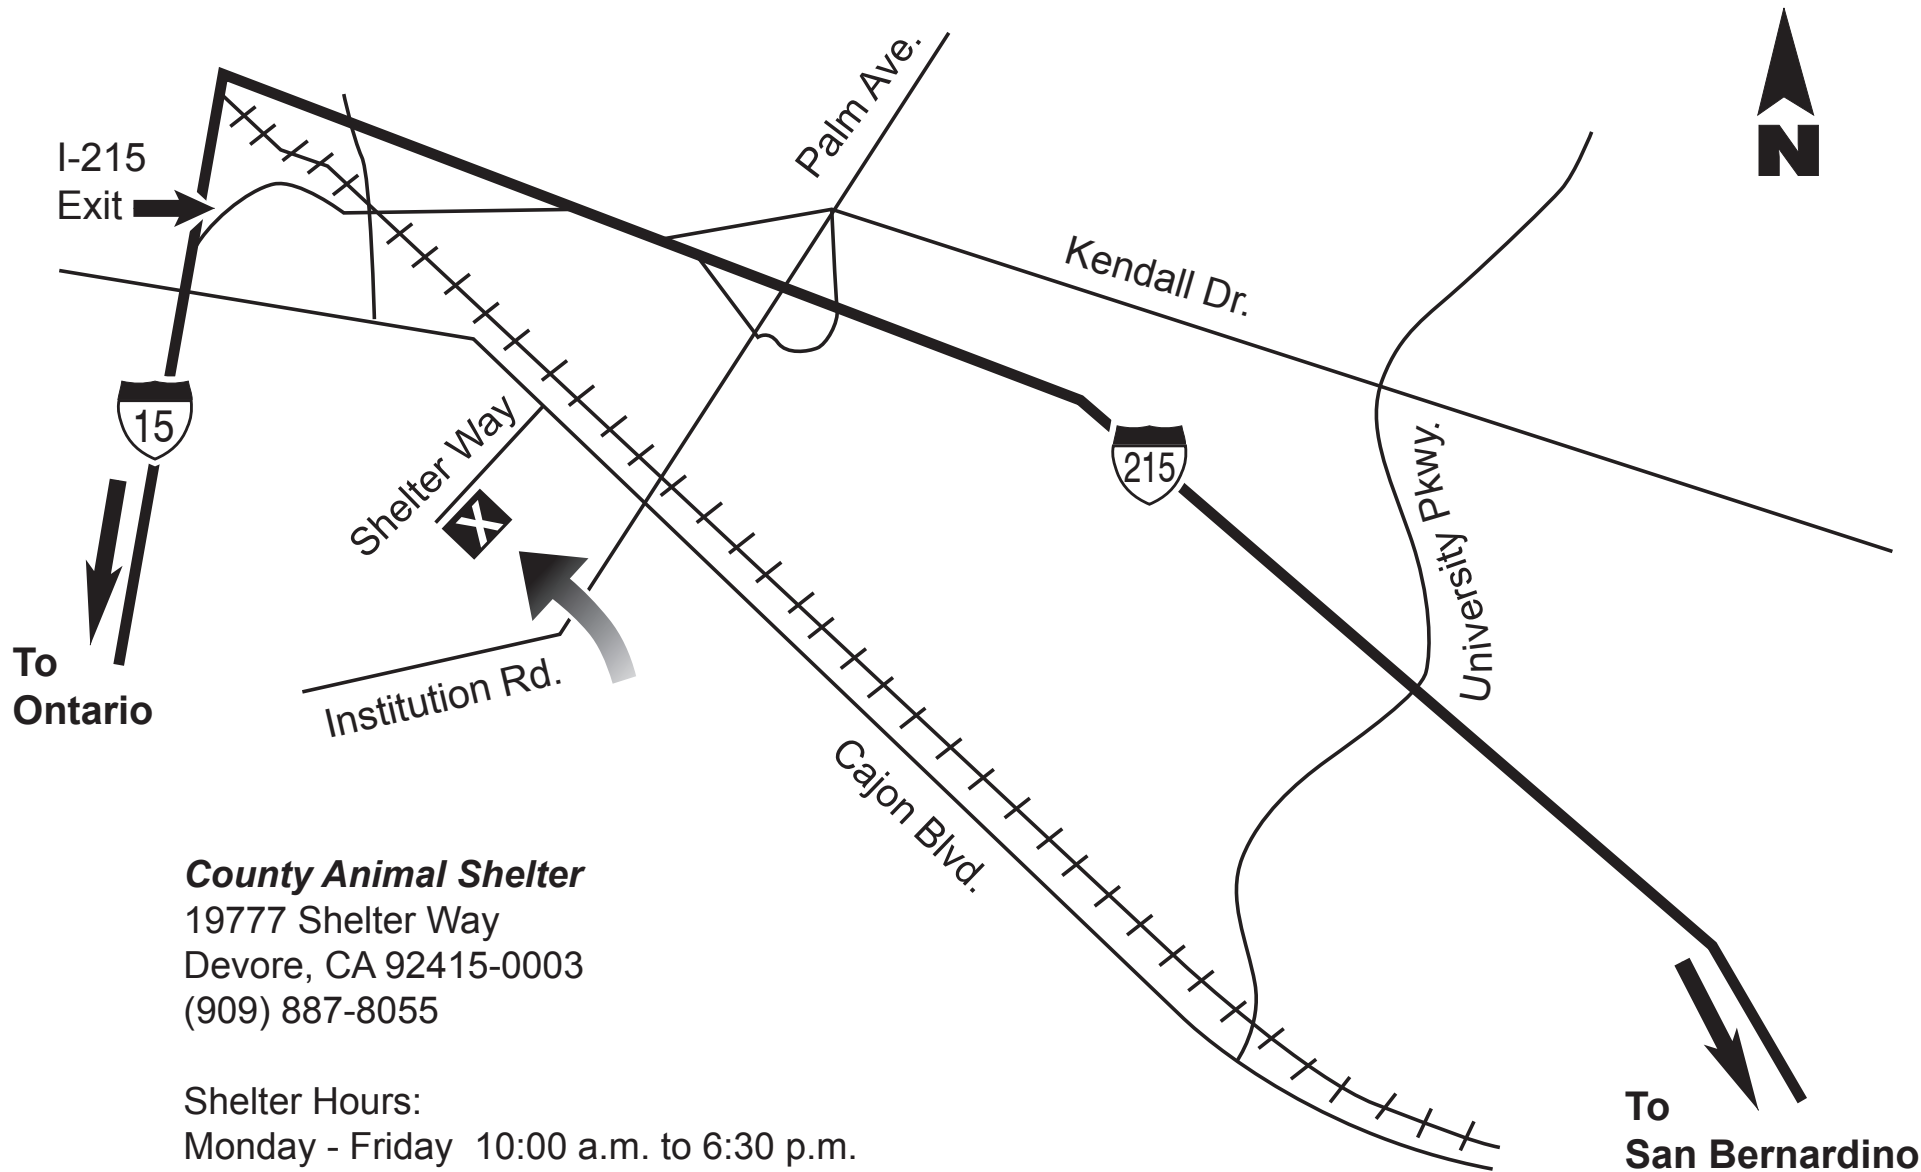 Palm Ave.
N
I-215
Exit
Kendall Dr.
15
Shelter Way
215
University Pkwy.
X
To
Ontario
Institution Rd.
Cajon Blvd.
County Animal Shelter
19777 Shelter Way
Devore, CA 92415-0003
(909) 887-8055
Shelter Hours:
Monday - Friday 10:00 a.m. to 6:30 p.m.
To
San Bernardino